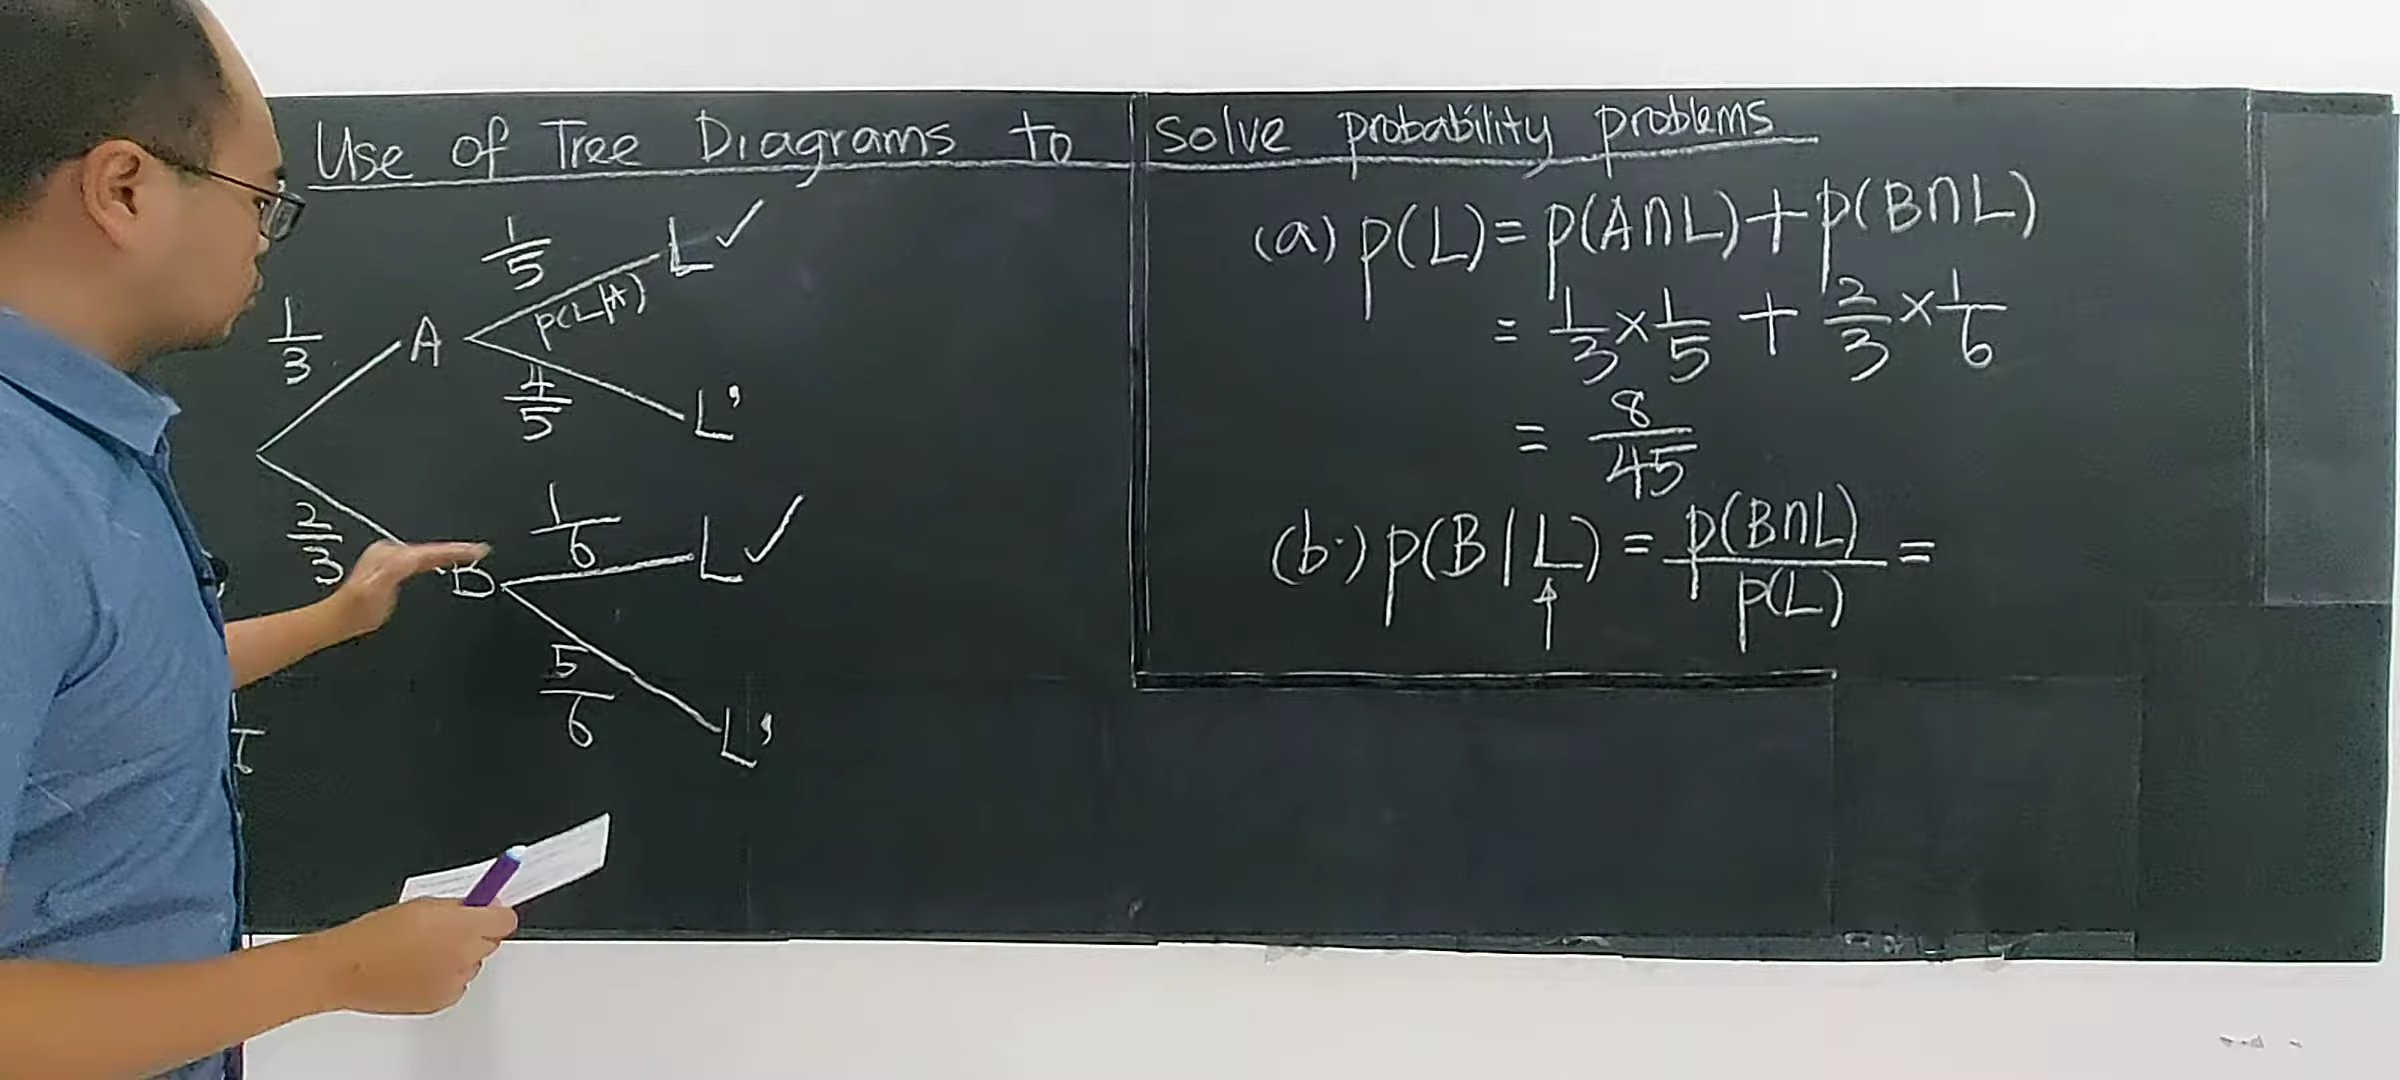 Use of Tree Diagrams to solve probability problems
1/5 L ✓
p(L|A)
1/3 A
4/5 L'
2/3 B
1/6 L ✓
5/6 L'
(a) p(L) = p(A∩L) + p(B∩L)
= 1/3 × 1/5 + 2/3 × 1/6
= 8/45
(b.) p(B|L) = p(B∩L)/p(L) =
↑